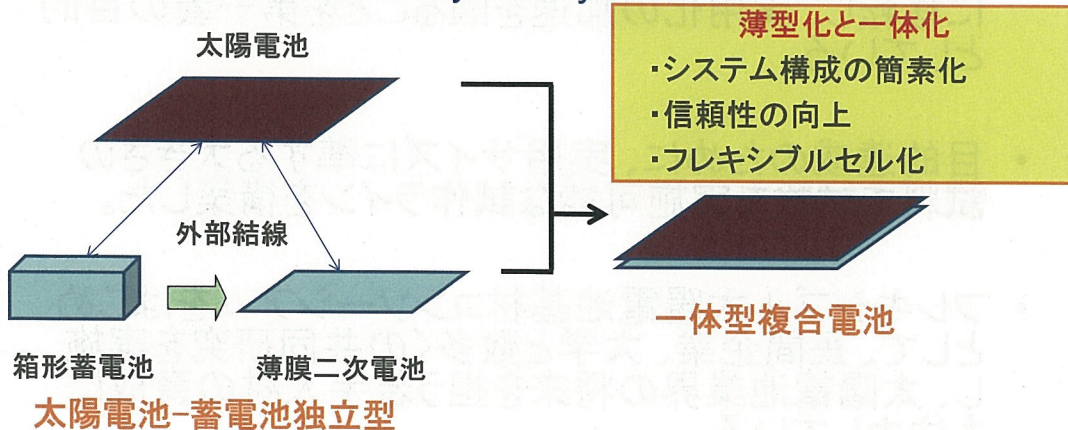 太陽電池
薄型化と一体化
・システム構成の簡素化
・信頼性の向上
・フレキシブルセル化
外部結線
箱形蓄電池
薄膜二次電池
太陽電池-蓄電池独立型
一体型複合電池